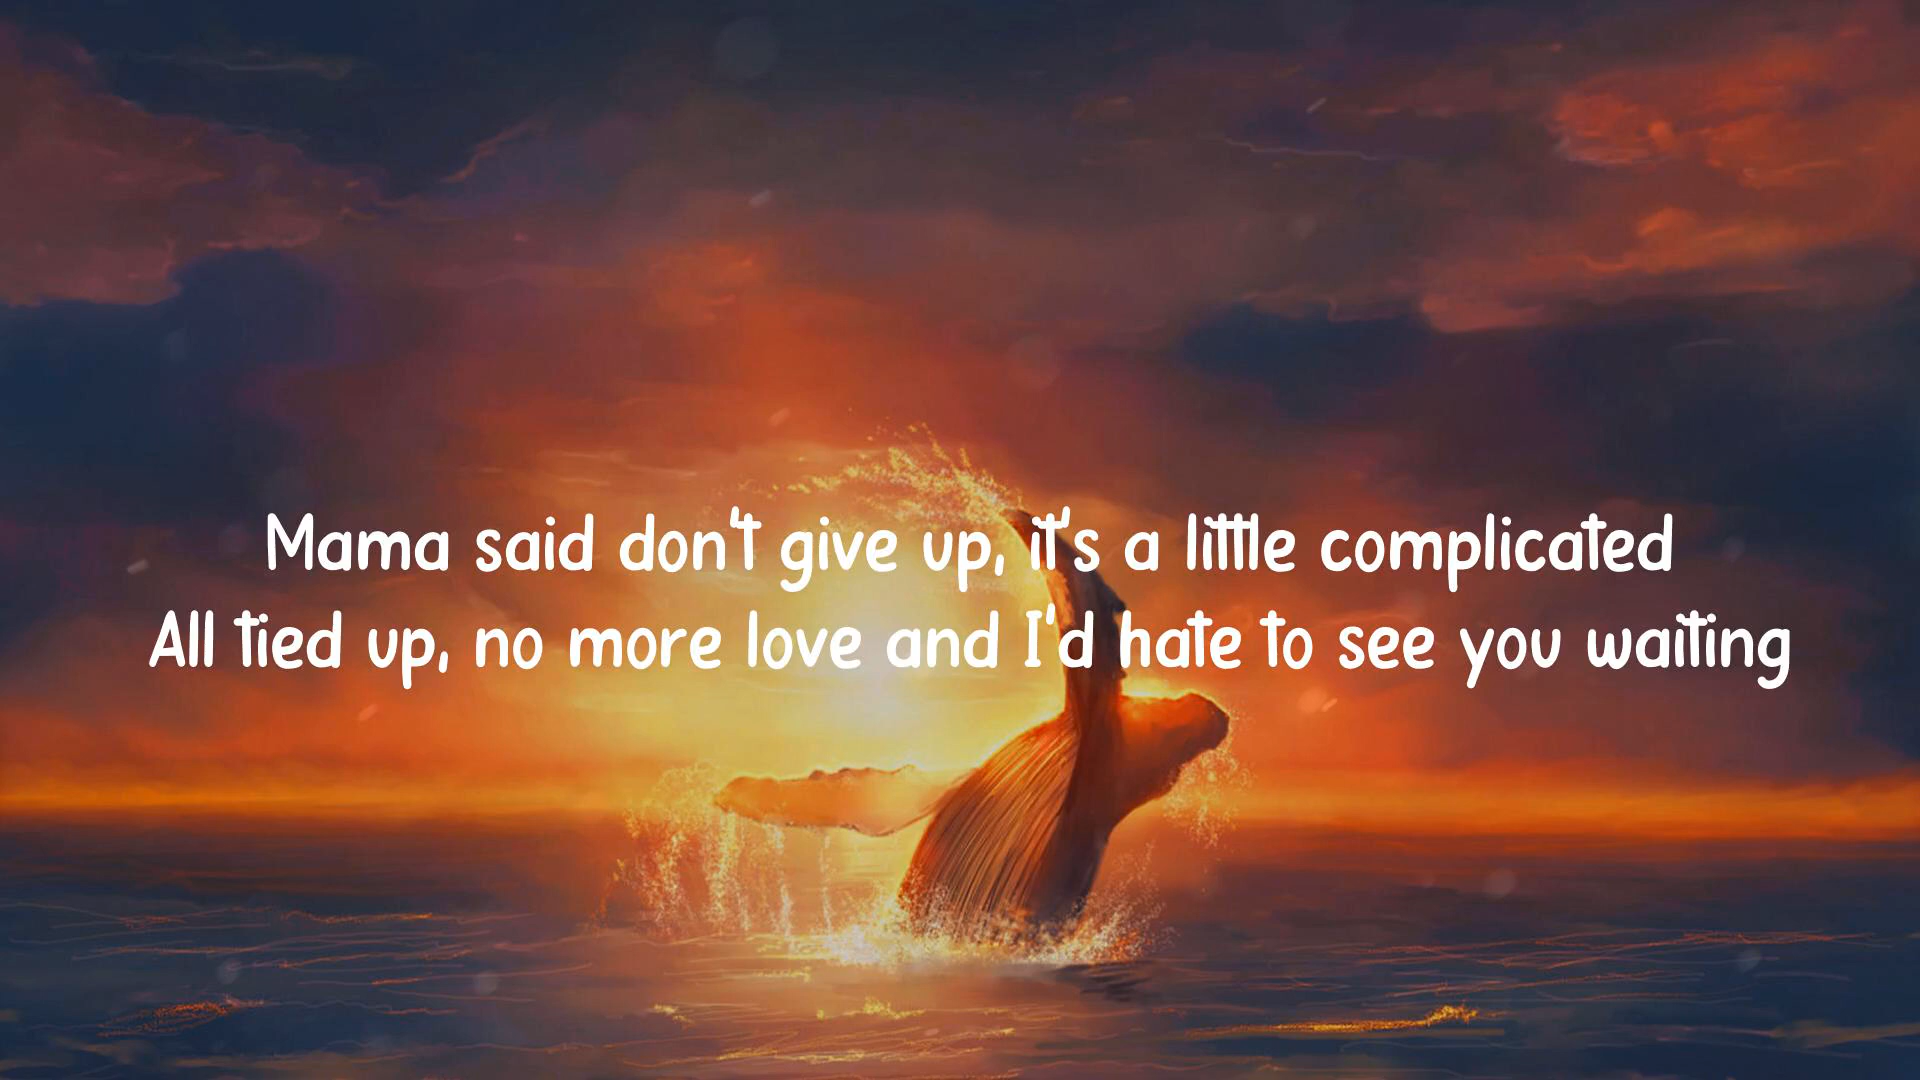 Mama said don't give up, it's a little complicated
All tied up, no more love and I'd hate to see you waiting